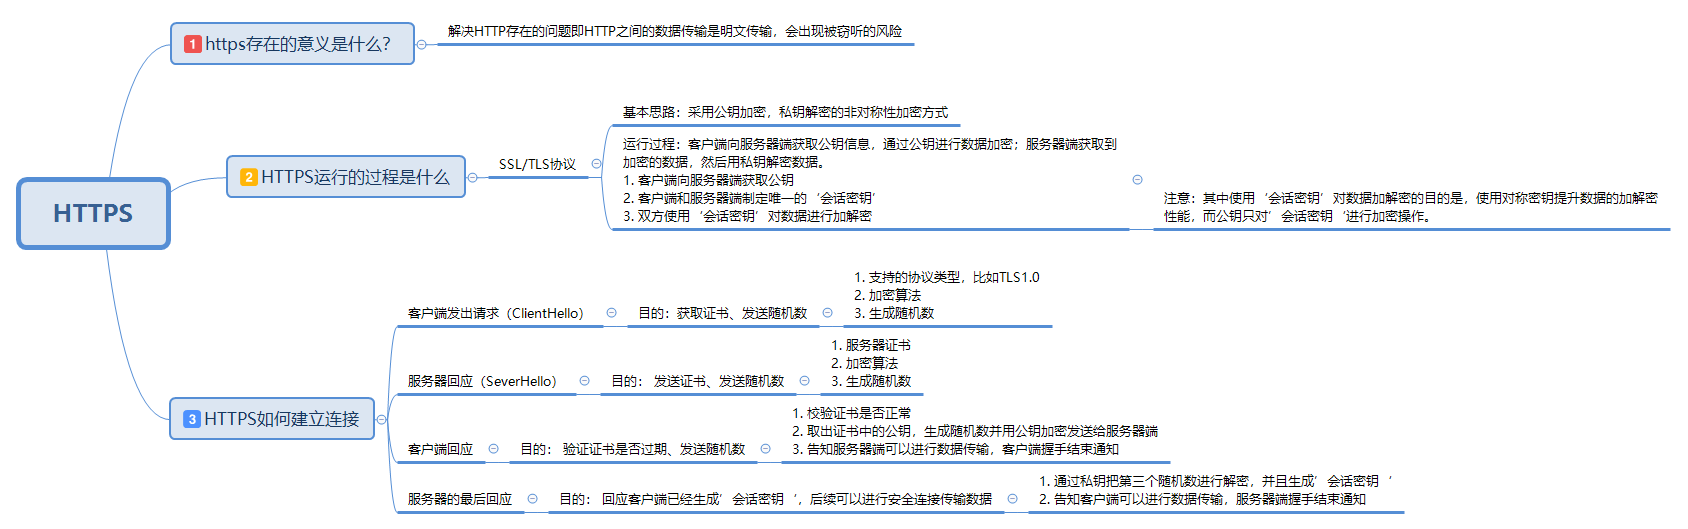 HTTPS
1 https存在的意义是什么？
解决HTTP存在的问题即HTTP之间的数据传输是明文传输，会出现被窃听的风险
2 HTTPS运行的过程是什么
SSL/TLS协议
基本思路：采用公钥加密，私钥解密的非对称性加密方式
运行过程：客户端向服务器端获取公钥信息，通过公钥进行数据加密；服务器端获取到
加密的数据，然后用私钥解密数据。
1. 客户端向服务器端获取公钥
2. 客户端和服务器端制定唯一的‘会话密钥’
3. 双方使用‘会话密钥’对数据进行加解密
注意：其中使用‘会话密钥’对数据加解密的目的是，使用对称密钥提升数据的加解密
性能，而公钥只对’会话密钥‘进行加密操作。
3 HTTPS如何建立连接
客户端发出请求（ClientHello）
目的：获取证书、发送随机数
1. 支持的协议类型，比如TLS1.0
2. 加密算法
3. 生成随机数
服务器回应（SeverHello）
目的： 发送证书、发送随机数
1. 服务器证书
2. 加密算法
3. 生成随机数
客户端回应
目的： 验证证书是否过期、发送随机数
1. 校验证书是否正常
2. 取出证书中的公钥，生成随机数并用公钥加密发送给服务器端
3. 告知服务器端可以进行数据传输，客户端握手结束通知
服务器的最后回应
目的： 回应客户端已经生成’会话密钥‘，后续可以进行安全连接传输数据
1. 通过私钥把第三个随机数进行解密，并且生成’会话密钥‘
2. 告知客户端可以进行数据传输，服务器端握手结束通知